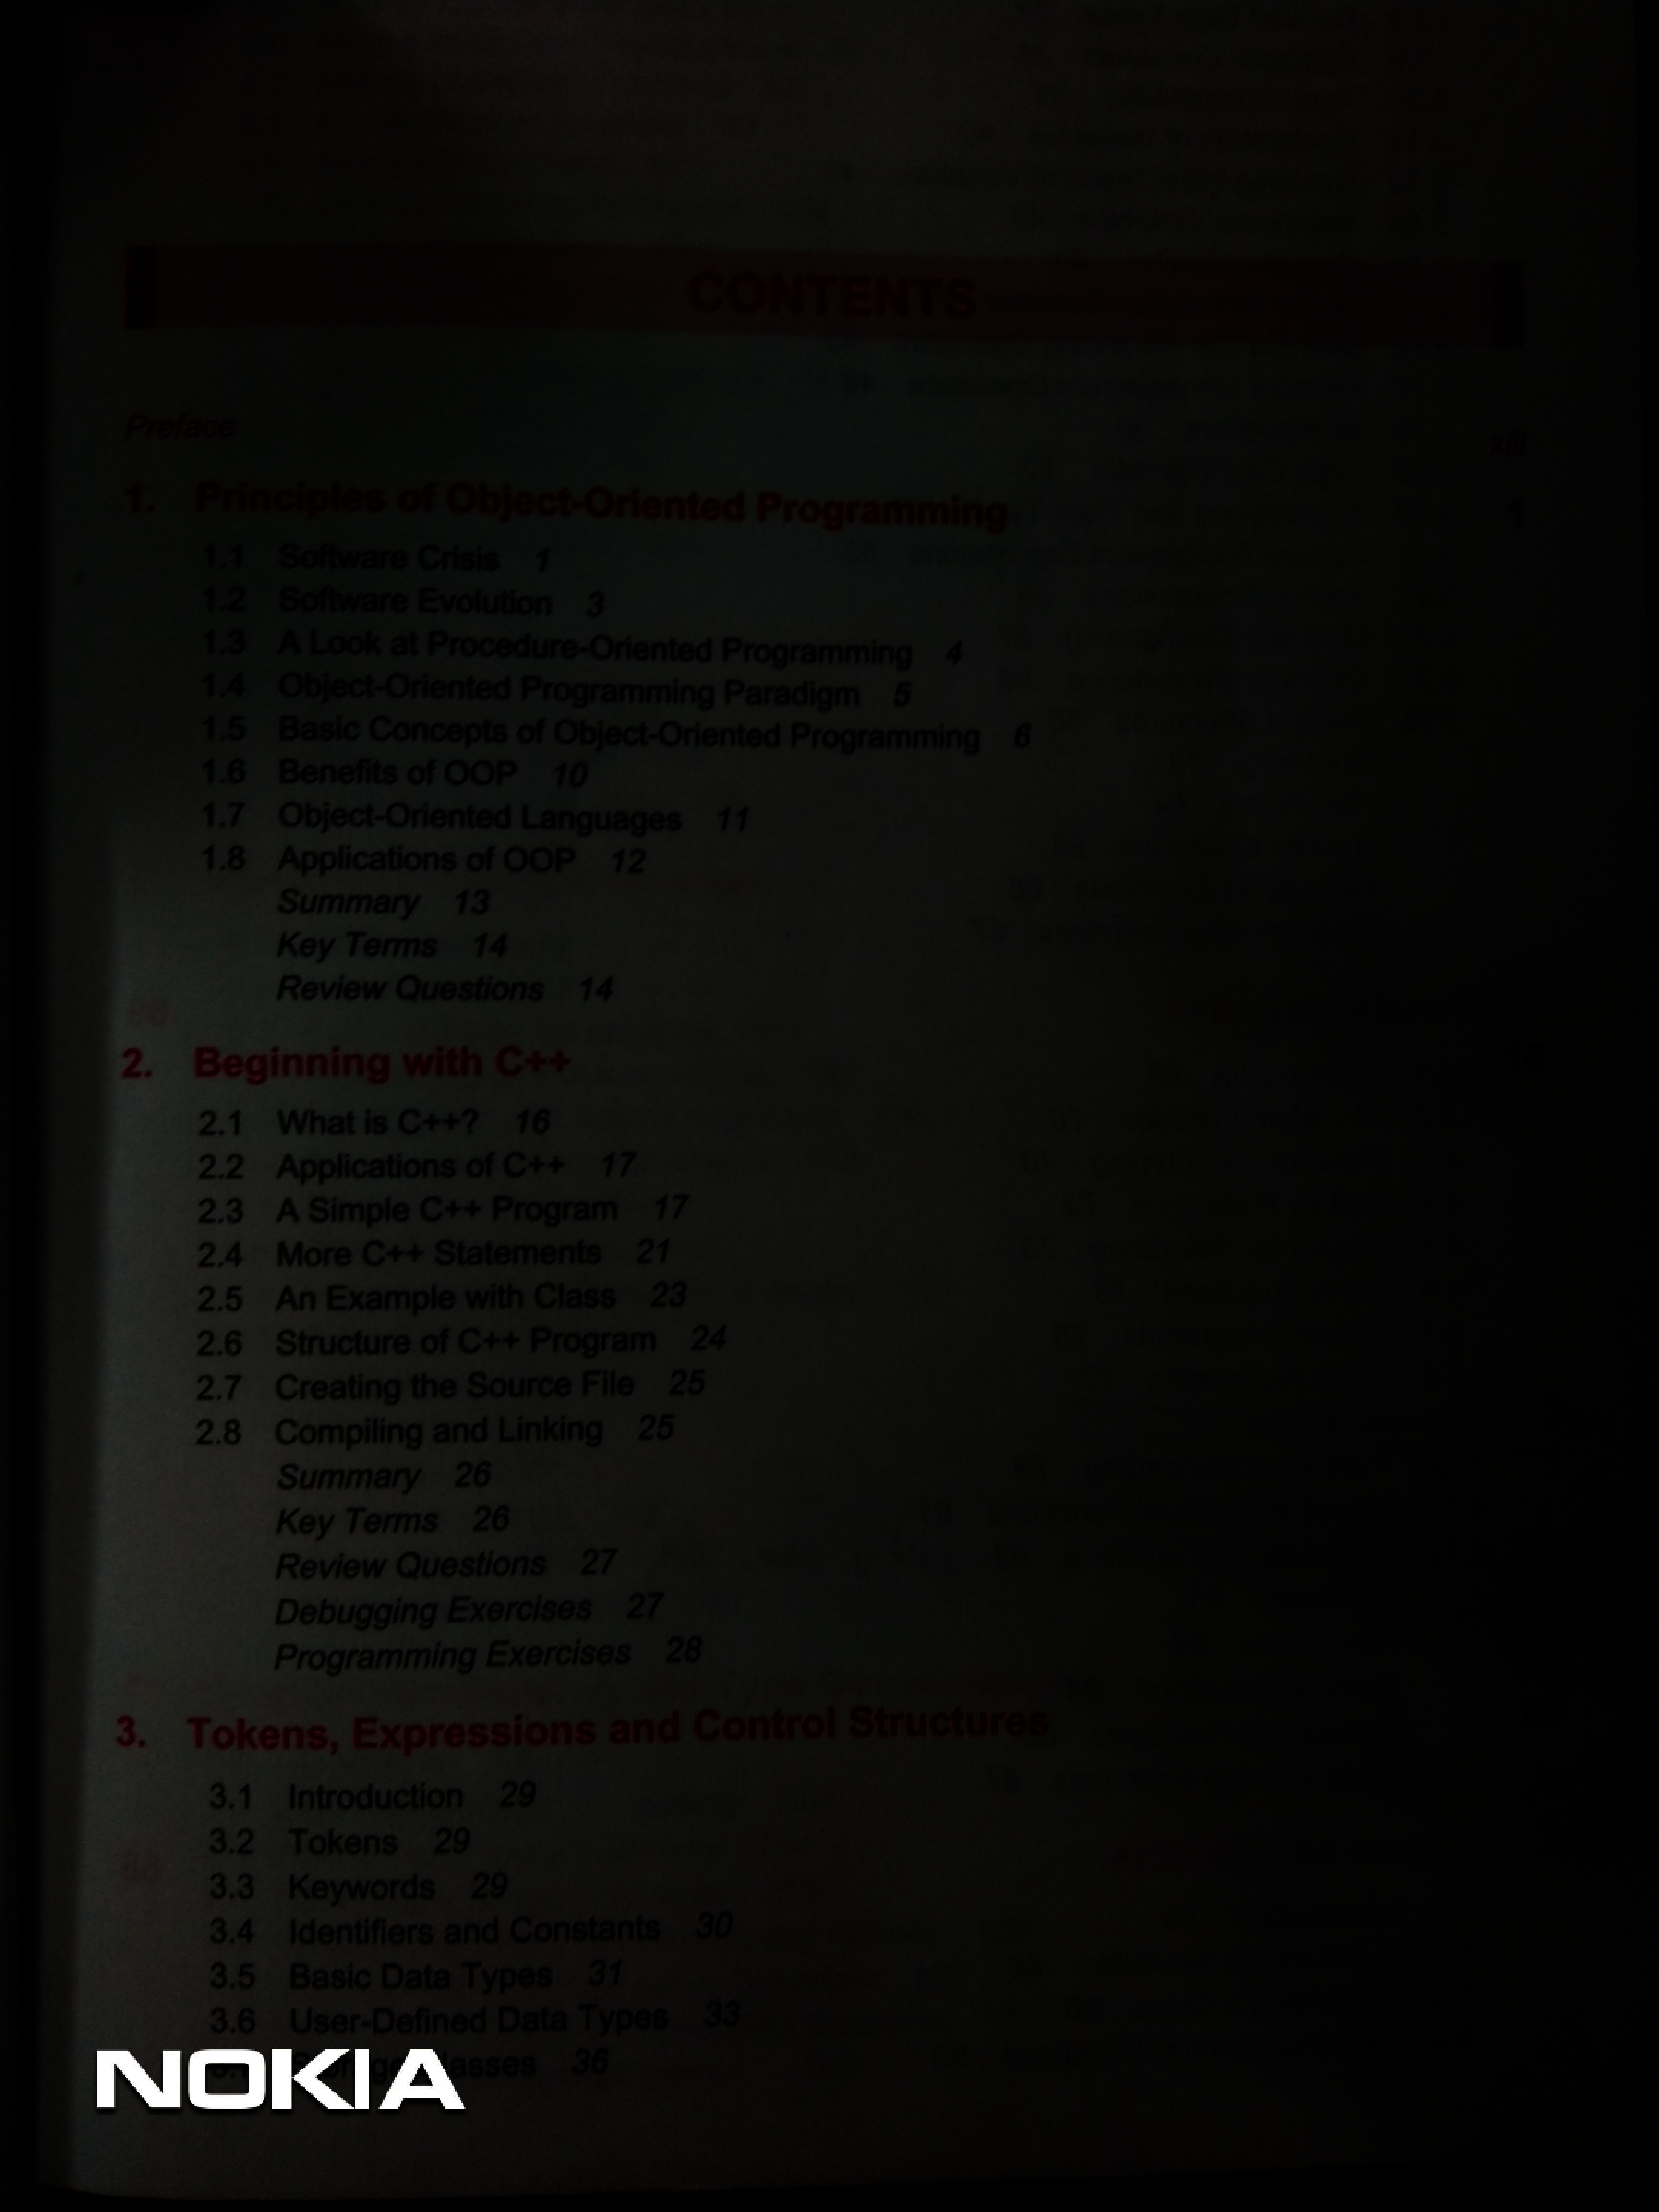 CONTENTS
Preface xiii
1. Principles of Object-Oriented Programming 1
1.1 Software Crisis 1
1.2 Software Evolution 3
1.3 A Look at Procedure-Oriented Programming 4
1.4 Object-Oriented Programming Paradigm 5
1.5 Basic Concepts of Object-Oriented Programming 6
1.6 Benefits of OOP 10
1.7 Object-Oriented Languages 11
1.8 Applications of OOP 12
Summary 13
Key Terms 14
Review Questions 14
2. Beginning with C++ 16
2.1 What is C++? 16
2.2 Applications of C++ 17
2.3 A Simple C++ Program 17
2.4 More C++ Statements 21
2.5 An Example with Class 23
2.6 Structure of C++ Program 24
2.7 Creating the Source File 25
2.8 Compiling and Linking 25
Summary 26
Key Terms 26
Review Questions 27
Debugging Exercises 27
Programming Exercises 28
3. Tokens, Expressions and Control Structures
3.1 Introduction 29
3.2 Tokens 29
3.3 Keywords 29
3.4 Identifiers and Constants 30
3.5 Basic Data Types 31
3.6 User-Defined Data Types 33
36
NOKIA